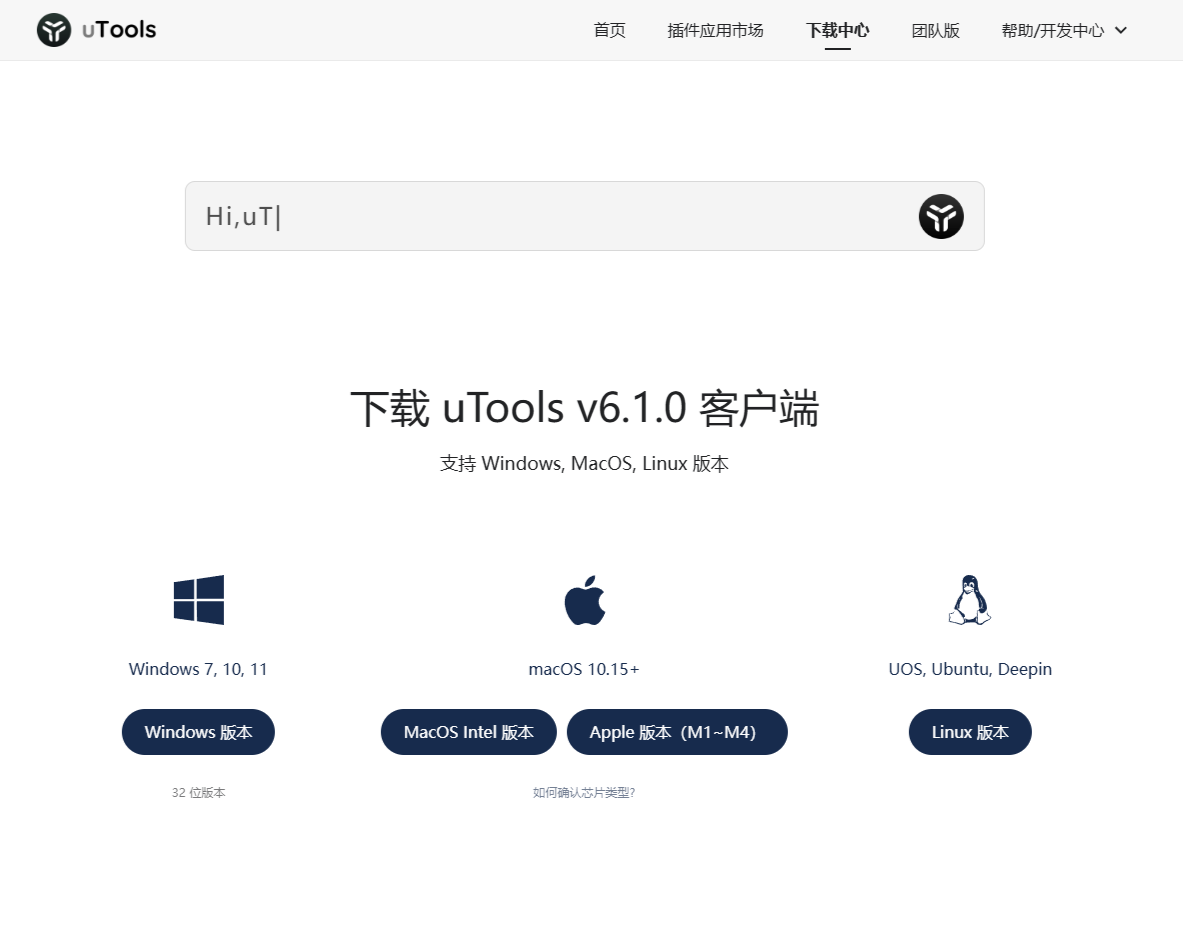 uTools 首页 插件应用市场 下载中心 团队版 帮助/开发中心
Hi,uT|
下载 uTools v6.1.0 客户端
支持 Windows, MacOS, Linux 版本
Windows 7, 10, 11
Windows 版本
32 位版本
macOS 10.15+
MacOS Intel 版本
Apple 版本（M1~M4）
如何确认芯片类型?
UOS, Ubuntu, Deepin
Linux 版本